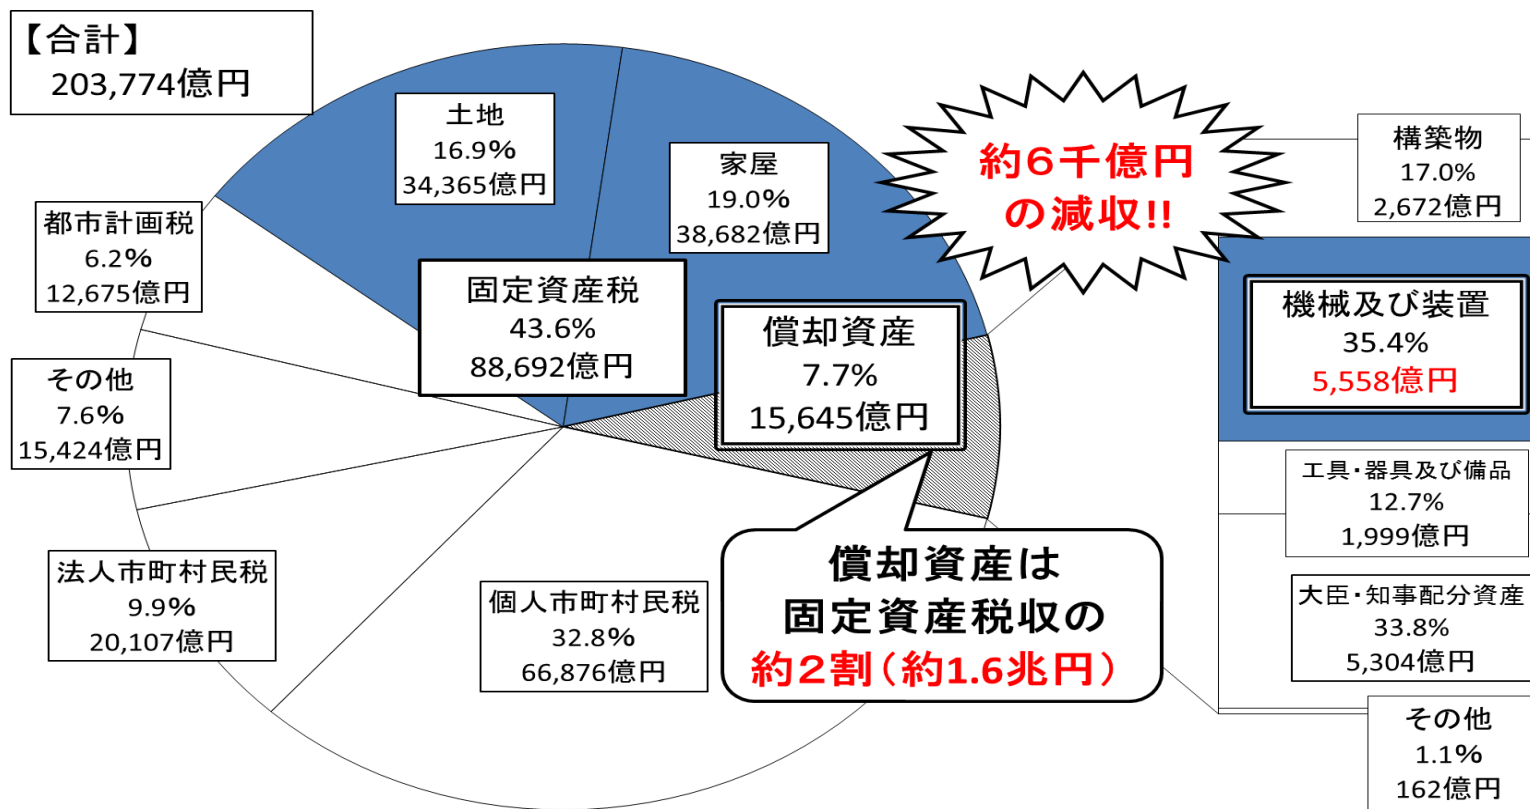 【合計】
203,774億円
土地
16.9%
34,365億円
家屋
19.0%
38,682億円
約6千億円
の減収!!
構築物
17.0%
2,672億円
都市計画税
6.2%
12,675億円
固定資産税
43.6%
88,692億円
償却資産
7.7%
15,645億円
機械及び装置
35.4%
5,558億円
その他
7.6%
15,424億円
工具・器具及び備品
12.7%
1,999億円
法人市町村民税
9.9%
20,107億円
個人市町村民税
32.8%
66,876億円
償却資産は
固定資産税収の
約2割（約1.6兆円）
大臣・知事配分資産
33.8%
5,304億円
その他
1.1%
162億円